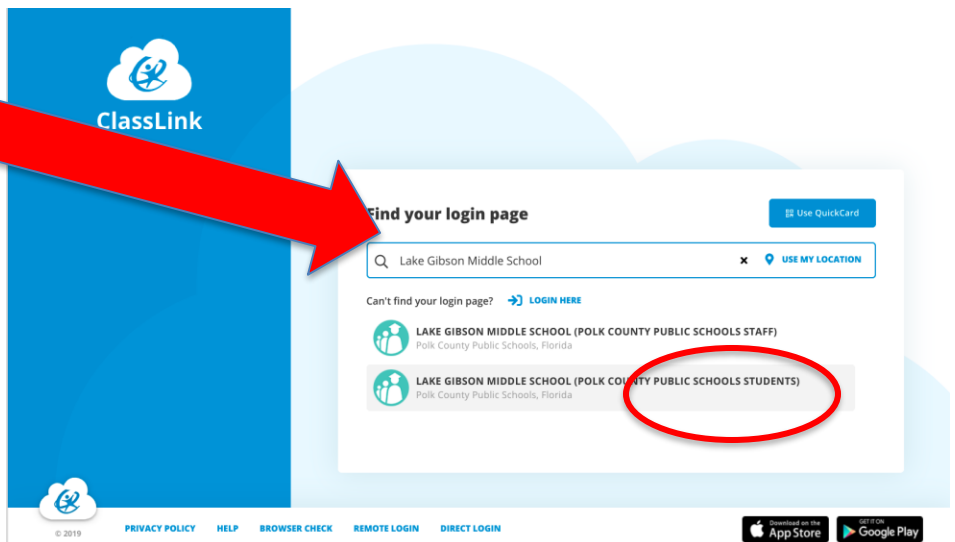 ClassLink
Find your login page
Use QuickCard
Lake Gibson Middle School
USE MY LOCATION
Can't find your login page?
LOGIN HERE
LAKE GIBSON MIDDLE SCHOOL (POLK COUNTY PUBLIC SCHOOLS STAFF)
Polk County Public Schools, Florida
LAKE GIBSON MIDDLE SCHOOL (POLK COUNTY PUBLIC SCHOOLS STUDENTS)
Polk County Public Schools, Florida
© 2019
PRIVACY POLICY
HELP
BROWSER CHECK
REMOTE LOGIN
DIRECT LOGIN
Download on the
App Store
GET IT ON
Google Play